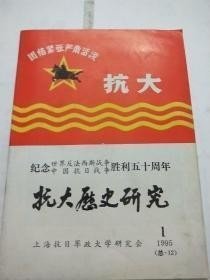 团结紧张严肃活泼
抗大
纪念世界反法西斯战争中国抗日战争胜利五十周年
抗大歷史研究
1
1995
(总·12)
上海抗日军政大学研究会